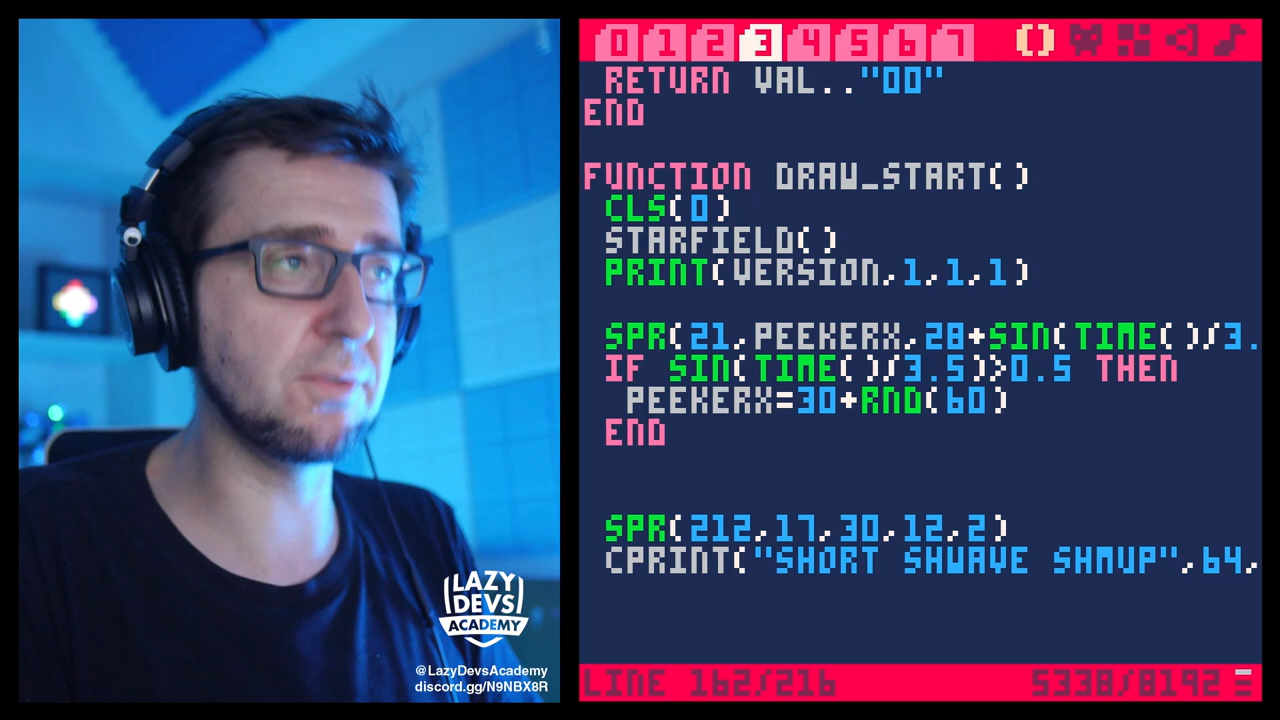 LAZY
DEVS
ACADEMY
@LazyDevsAcademy
discord.gg/N9NBX8R
0 1 2 3 4 5 6 7 ()
RETURN VAL.."00"
END
FUNCTION DRAW_START()
CLS(0)
STARFIELD()
PRINT(VERSION,1,1,1)
SPR(21,PEEKERX,28+SIN(TIME()/3.
IF SIN(TIME()/3.5)>0.5 THEN
PEEKERX=30+RND(60)
END
SPR(212,17,30,12,2)
CPRINT("SHORT SHWAVE SHMUP",64,
LINE 162/216 5338/8192